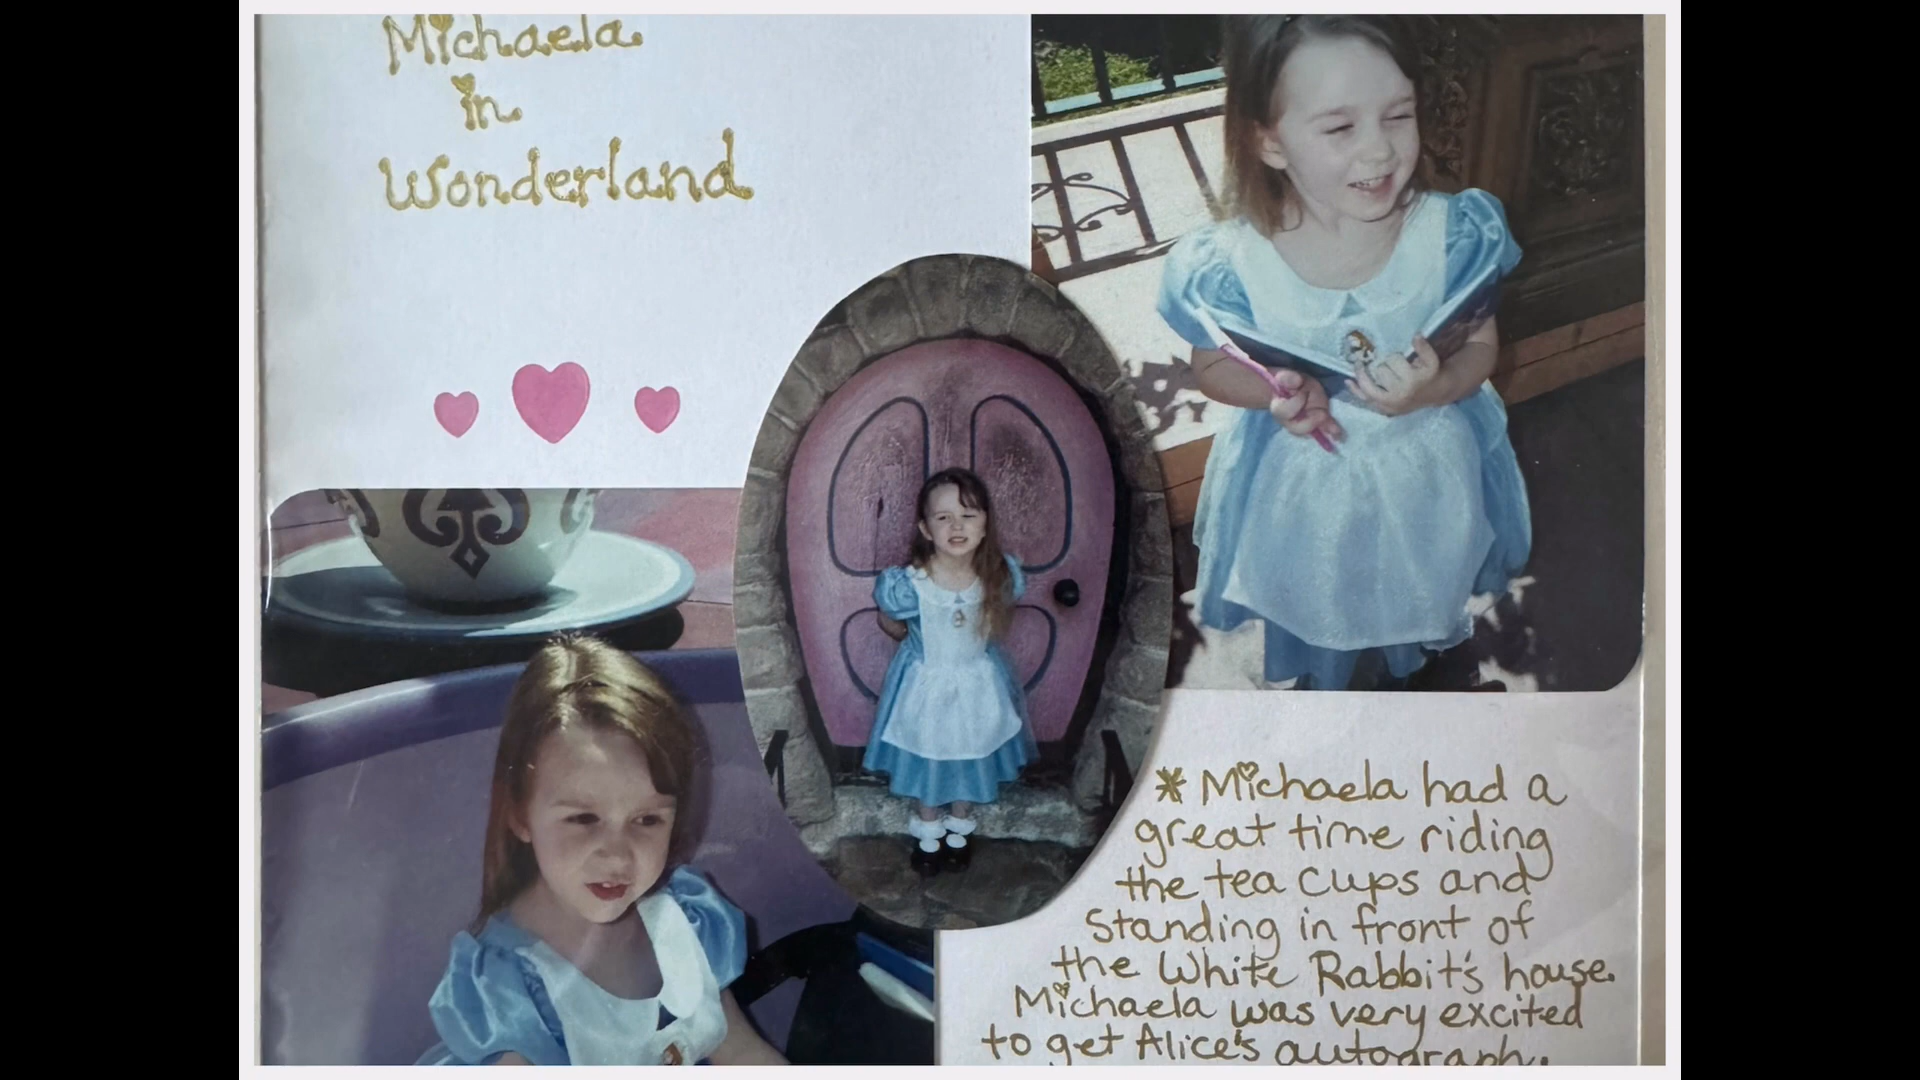 Michaela
in
Wonderland
* Michaela had a
great time riding
the tea cups and
standing in front of
the White Rabbit's house.
Michaela was very excited
to get Alice's autograph.